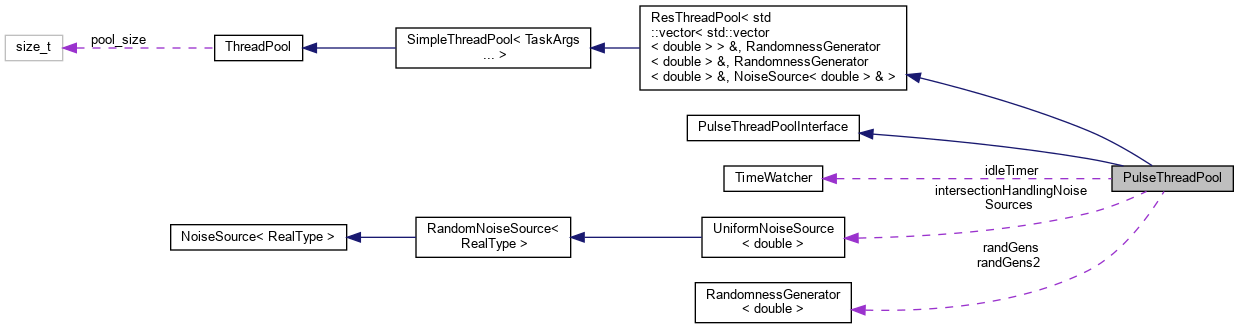 size_t
pool_size
ThreadPool
SimpleThreadPool< TaskArgs
... >
ResThreadPool< std
::vector< std::vector
< double > > &, RandomnessGenerator
< double > &, RandomnessGenerator
< double > &, NoiseSource< double > & >
PulseThreadPoolInterface
TimeWatcher
idleTimer
PulseThreadPool
intersectionHandlingNoise
Sources
NoiseSource< RealType >
RandomNoiseSource<
RealType >
UniformNoiseSource
< double >
randGens
randGens2
RandomnessGenerator
< double >